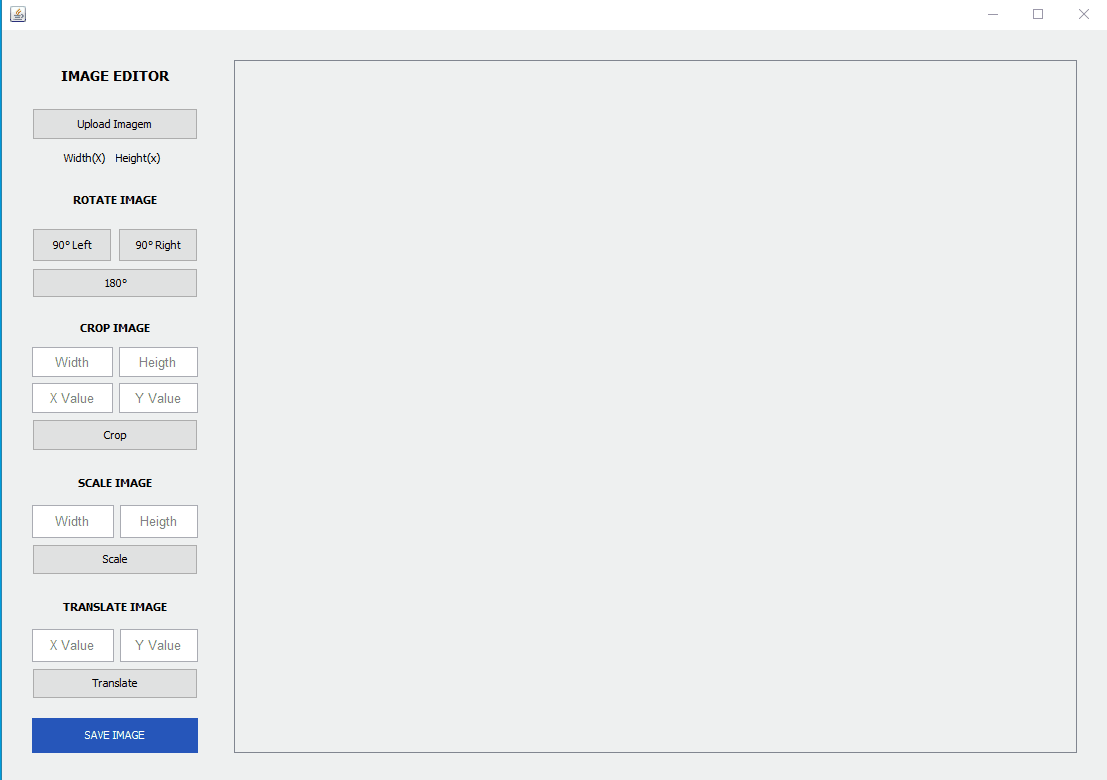 IMAGE EDITOR
Upload Imagem
Width(X) Height(x)
ROTATE IMAGE
90° Left 90° Right
180°
CROP IMAGE
Width Heigth
X Value Y Value
Crop
SCALE IMAGE
Width Heigth
Scale
TRANSLATE IMAGE
X Value Y Value
Translate
SAVE IMAGE